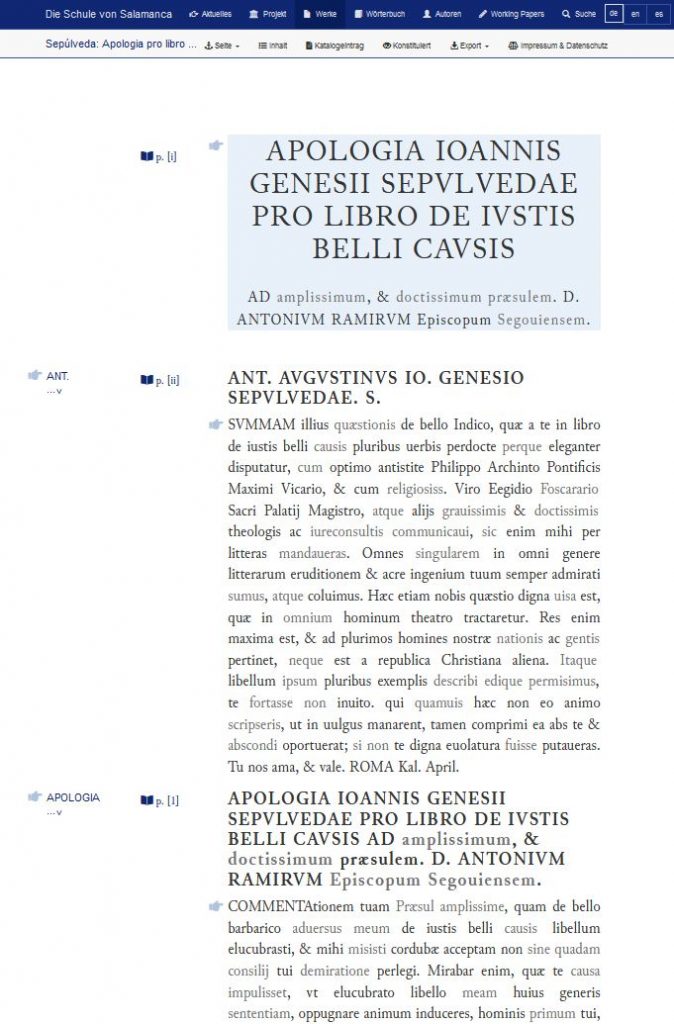 Die Schule von Salamanca Aktuelles Projekt Werke Wörterbuch Autoren Working Papers Suche de en es
Sepúlveda: Apologia pro libro ... Seite Inhalt Katalogeintrag Konstituiert Export Impressum & Datenschutz
p. [i]
APOLOGIA IOANNIS
GENESII SEPVLVEDAE
PRO LIBRO DE IVSTIS
BELLI CAVSIS
AD amplissimum, & doctissimum præsulem. D.
ANTONIVM RAMIRVM Episcopum Segouiensem.
ANT.
... v
p. [ii]
ANT. AVGVSTINVS IO. GENESIO
SEPVLVEDAE. S.
SVMMAM illius quæstionis de bello Indico, quæ a te in libro
de iustis belli causis pluribus uerbis perdocte perque eleganter
disputatur, cum optimo antistite Philippo Archinto Pontificis
Maximi Vicario, & cum religiosiss. Viro Eegidio Foscarario
Sacri Palatij Magistro, atque alijs grauissimis & doctissimis
theologis ac iureconsultis communicaui, sic enim mihi per
litteras mandaueras. Omnes singularem in omni genere
litterarum eruditionem & acre ingenium tuum semper admirati
sumus, atque coluimus. Hæc etiam nobis quæstio digna uisa est,
quæ in omnium hominum theatro tractaretur. Res enim
maxima est, & ad plurimos homines nostræ nationis ac gentis
pertinet, neque est a republica Christiana aliena. Itaque
libellum ipsum pluribus exemplis describi edique permisimus,
te fortasse non inuito. qui quamuis hæc non eo animo
scripseris, ut in uulgus manarent, tamen comprimi ea abs te &
abscondi oportuerat; si non te digna euolatura fuisse putaueras.
Tu nos ama, & vale. ROMA Kal. April.
APOLOGIA
... v
p. [1]
APOLOGIA IOANNIS GENESII
SEPVLVEDAE PRO LIBRO DE IVSTIS
BELLI CAVSIS AD amplissimum, &
doctissimum præsulem. D. ANTONIVM
RAMIRVM Episcopum Segouiensem.
COMMENTAtionem tuam Præsul amplissime, quam de bello
barbarico aduersus meum de iustis belli causis libellum
elucubrasti, & mihi misisti cordubæ acceptam non sine quadam
consilij tui demiratione perlegi. Mirabar enim, quæ te causa
impulisset, vt elucubrato libello meam huius generis
sententiam, oppugnare animum induceres, hominis primum tui,